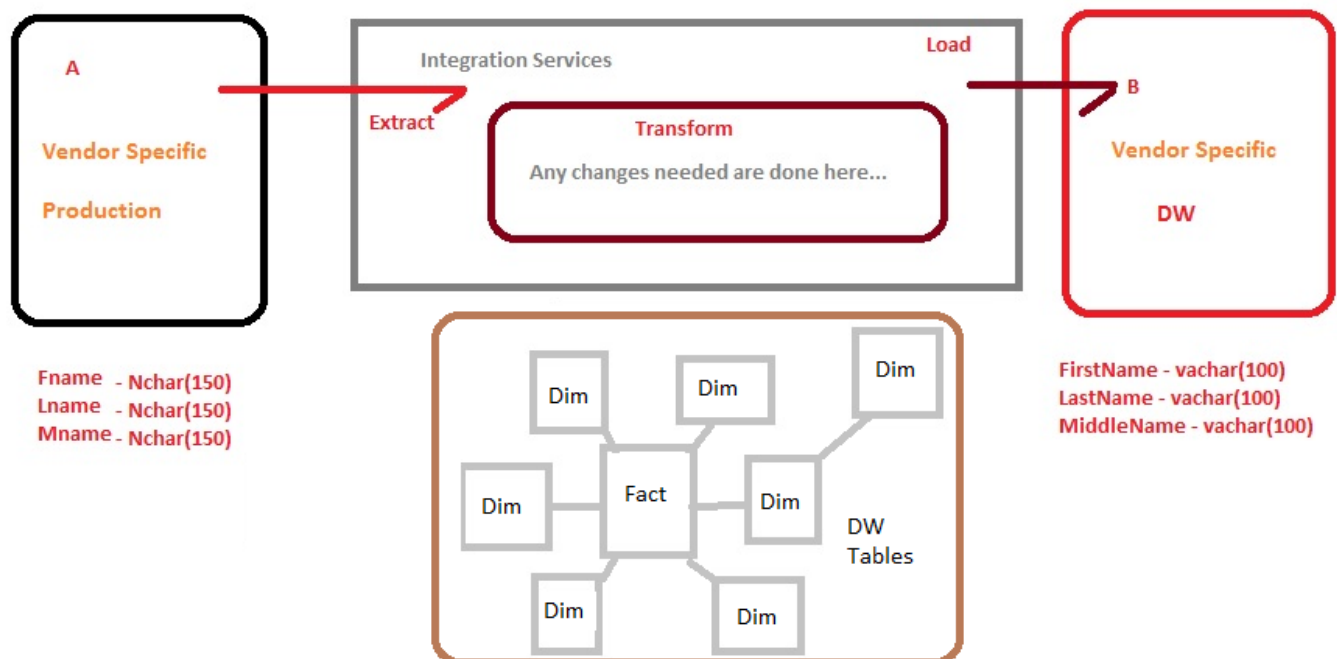 A
Vendor Specific
Production
Integration Services
Load
Extract
Transform
Any changes needed are done here...
B
Vendor Specific
DW
Fname - Nchar(150)
Lname - Nchar(150)
Mname - Nchar(150)
Dim
Dim
Dim
Dim
Fact
Dim
DW
Tables
Dim
Dim
FirstName - vachar(100)
LastName - vachar(100)
MiddleName - vachar(100)